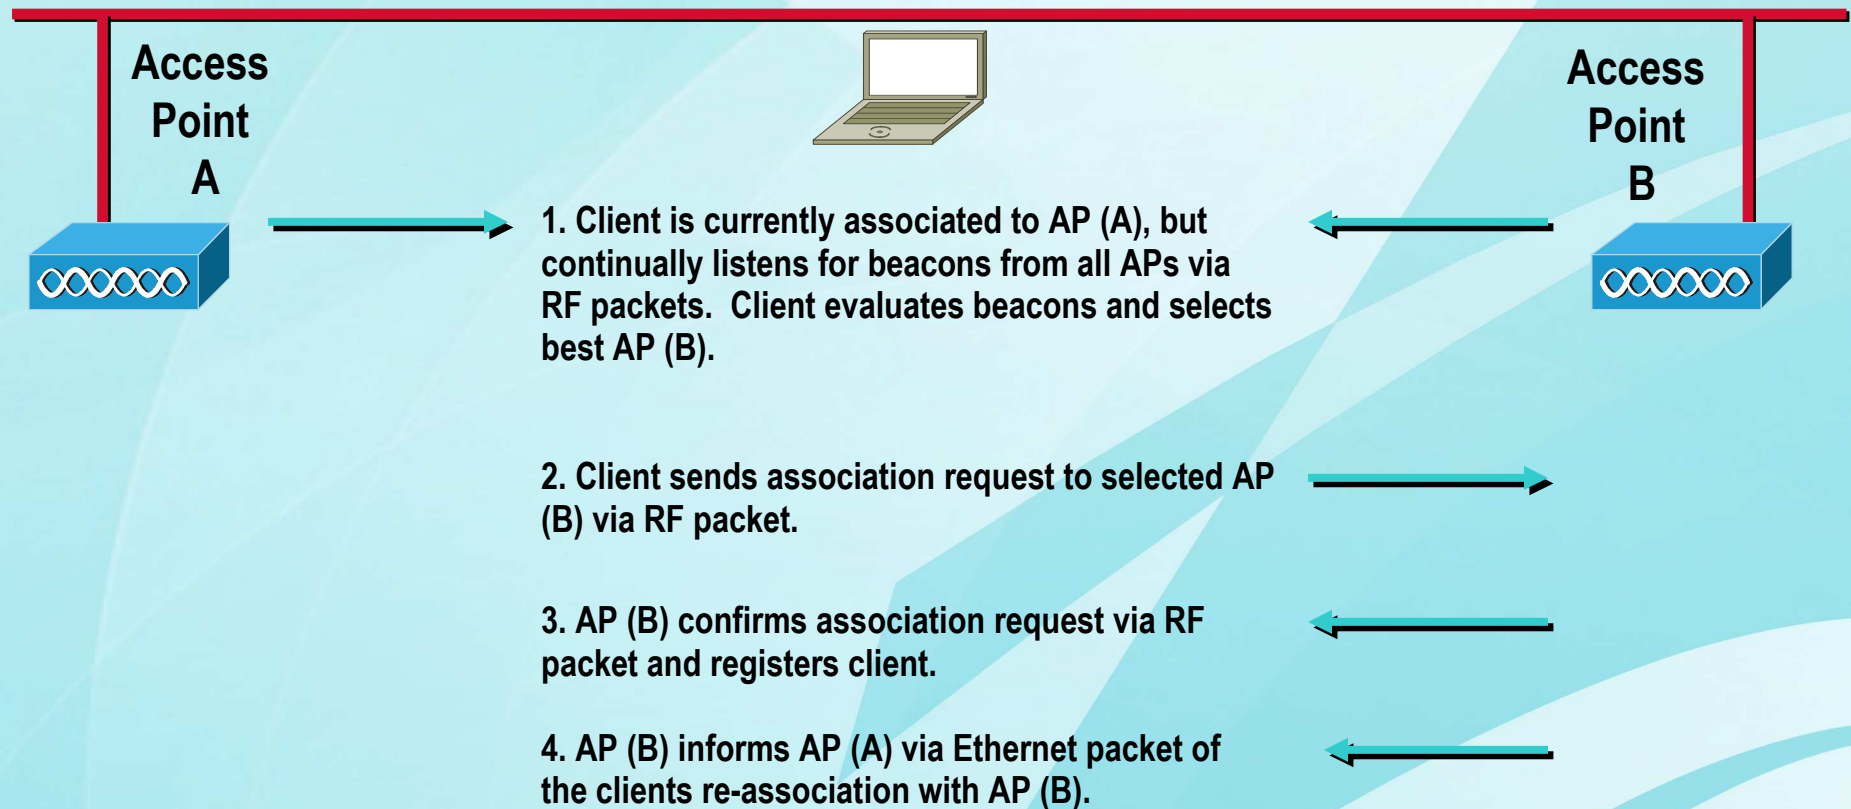 Access
Point
A
Access
Point
B
1. Client is currently associated to AP (A), but
continually listens for beacons from all APs via
RF packets.  Client evaluates beacons and selects
best AP (B).
2. Client sends association request to selected AP
(B) via RF packet.
3. AP (B) confirms association request via RF
packet and registers client.
4. AP (B) informs AP (A) via Ethernet packet of
the clients re-association with AP (B).